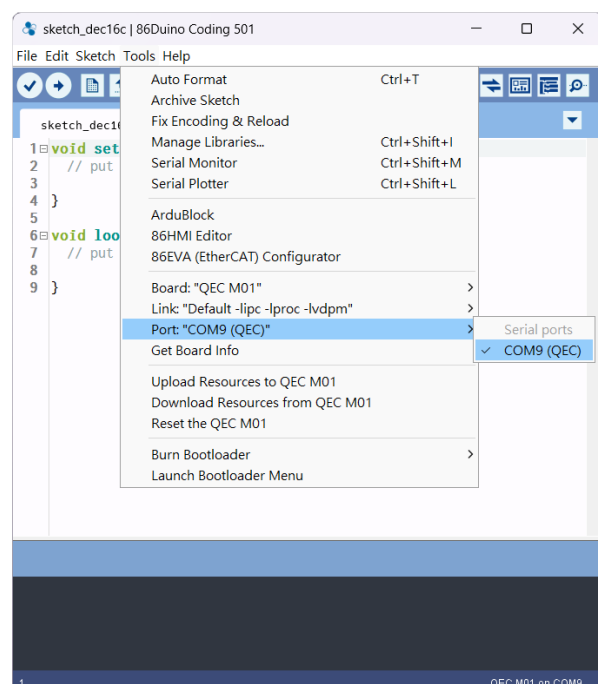 sketch_dec16c | 86Duino Coding 501
File Edit Sketch Tools Help
sketch_dec16
Auto Format Ctrl+T
Archive Sketch
Fix Encoding & Reload
Manage Libraries... Ctrl+Shift+I
Serial Monitor Ctrl+Shift+M
Serial Plotter Ctrl+Shift+L
ArduBlock
86HMI Editor
86EVA (EtherCAT) Configurator
Board: "QEC M01"
Link: "Default -lipc -lproc -lvdpm"
Port: "COM9 (QEC)"
Get Board Info
Upload Resources to QEC M01
Download Resources from QEC M01
Reset the QEC M01
Burn Bootloader
Launch Bootloader Menu
Serial ports
COM9 (QEC)
1 void set
2 // put
3
4 }
5
6 void loo
7 // put
8
9 }
1 QEC M01 on COM9